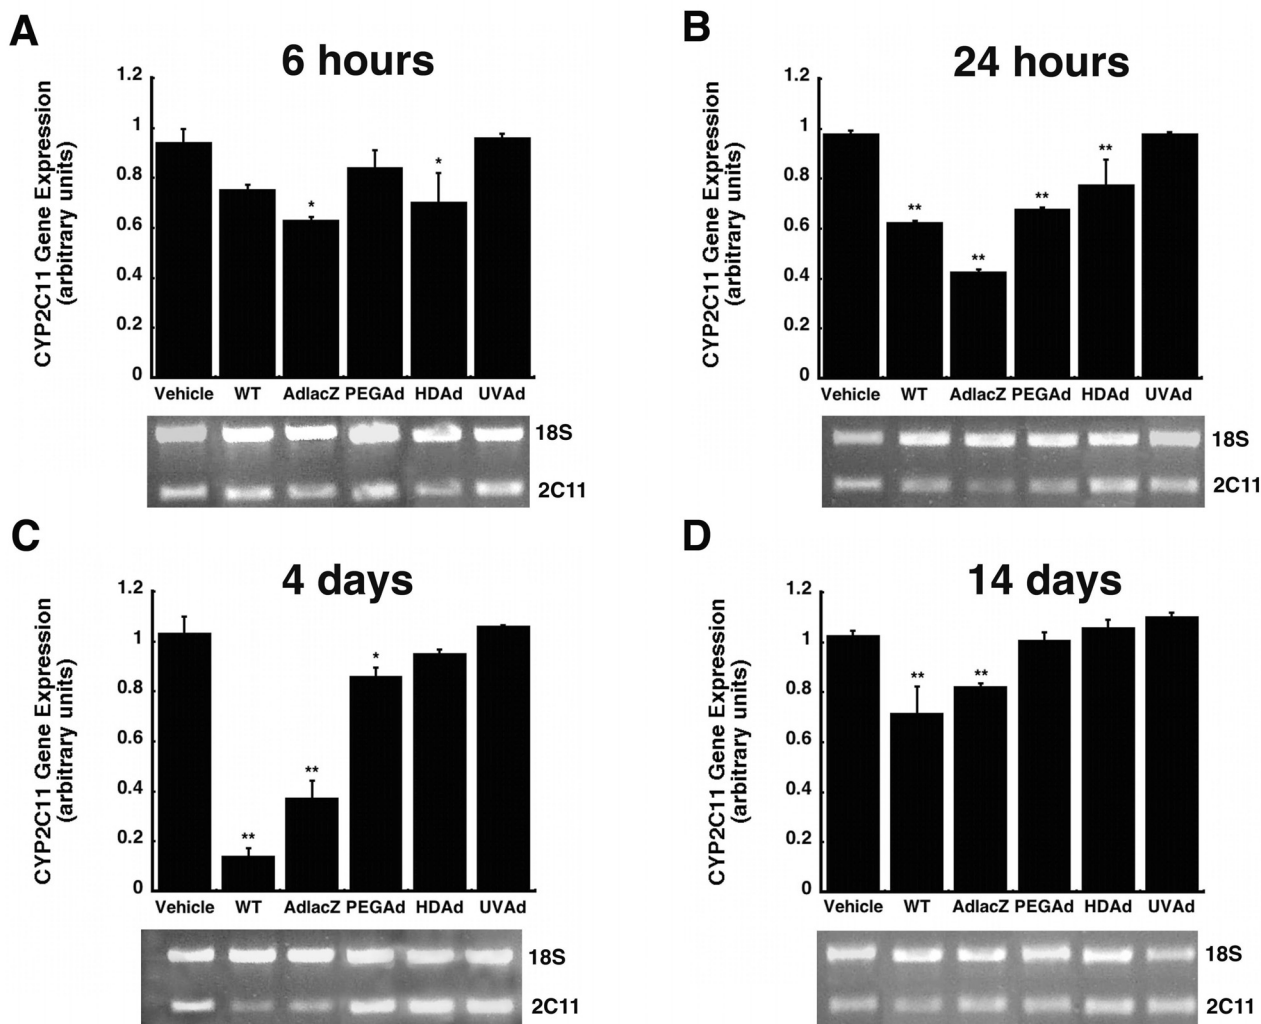 A
6 hours
CYP2C11 Gene Expression
(arbitrary units)
1.2
1
0.8
0.6
0.4
0.2
0
*
*
Vehicle WT AdlacZ PEGAd HDAd UVAd
18S
2C11
B
24 hours
CYP2C11 Gene Expression
(arbitrary units)
1.2
1
0.8
0.6
0.4
0.2
0
**
**
**
**
Vehicle WT AdlacZ PEGAd HDAd UVAd
18S
2C11
C
4 days
CYP2C11 Gene Expression
(arbitrary units)
1.2
1
0.8
0.6
0.4
0.2
0
**
**
*
Vehicle WT AdlacZ PEGAd HDAd UVAd
18S
2C11
D
14 days
CYP2C11 Gene Expression
(arbitrary units)
1.2
1
0.8
0.6
0.4
0.2
0
**
**
Vehicle WT AdlacZ PEGAd HDAd UVAd
18S
2C11